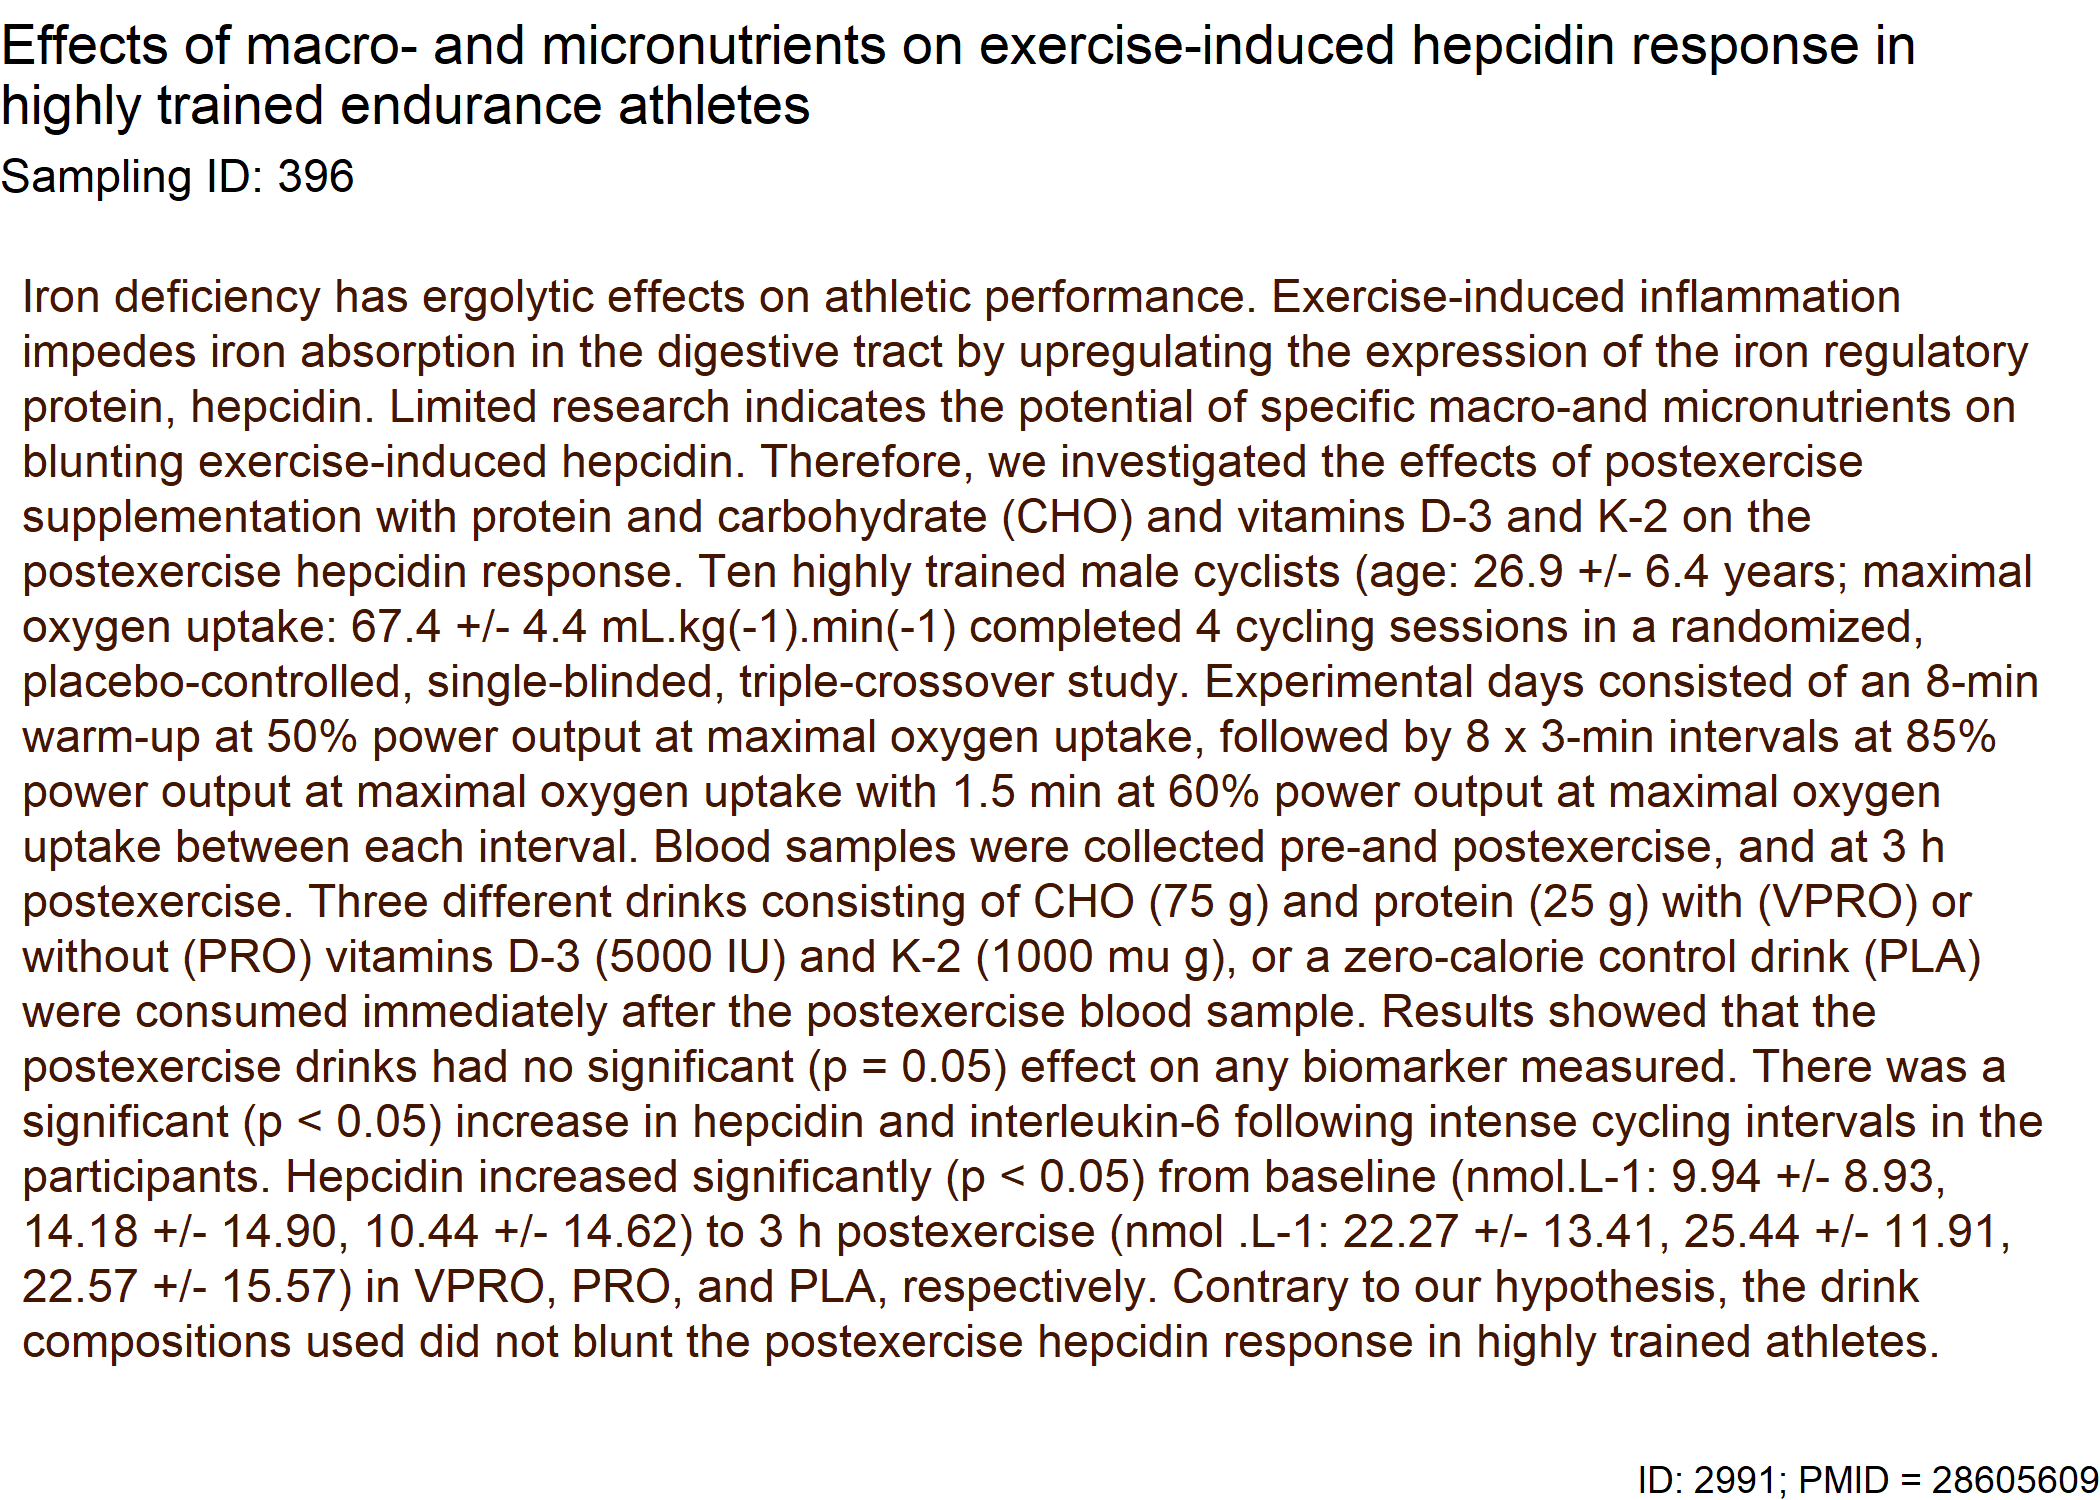 Effects of macro- and micronutrients on exercise-induced hepcidin response in
highly trained endurance athletes
Sampling ID: 396
Iron deficiency has ergolytic effects on athletic performance. Exercise-induced inflammation
impedes iron absorption in the digestive tract by upregulating the expression of the iron regulatory
protein, hepcidin. Limited research indicates the potential of specific macro-and micronutrients on
blunting exercise-induced hepcidin. Therefore, we investigated the effects of postexercise
supplementation with protein and carbohydrate (CHO) and vitamins D-3 and K-2 on the
postexercise hepcidin response. Ten highly trained male cyclists (age: 26.9 +/- 6.4 years; maximal
oxygen uptake: 67.4 +/- 4.4 mL.kg(-1).min(-1) completed 4 cycling sessions in a randomized,
placebo-controlled, single-blinded, triple-crossover study. Experimental days consisted of an 8-min
warm-up at 50% power output at maximal oxygen uptake, followed by 8 x 3-min intervals at 85%
power output at maximal oxygen uptake with 1.5 min at 60% power output at maximal oxygen
uptake between each interval. Blood samples were collected pre-and postexercise, and at 3 h
postexercise. Three different drinks consisting of CHO (75 g) and protein (25 g) with (VPRO) or
without (PRO) vitamins D-3 (5000 IU) and K-2 (1000 mu g), or a zero-calorie control drink (PLA)
were consumed immediately after the postexercise blood sample. Results showed that the
postexercise drinks had no significant (p = 0.05) effect on any biomarker measured. There was a
significant (p < 0.05) increase in hepcidin and interleukin-6 following intense cycling intervals in the
participants. Hepcidin increased significantly (p < 0.05) from baseline (nmol.L-1: 9.94 +/- 8.93,
14.18 +/- 14.90, 10.44 +/- 14.62) to 3 h postexercise (nmol .L-1: 22.27 +/- 13.41, 25.44 +/- 11.91,
22.57 +/- 15.57) in VPRO, PRO, and PLA, respectively. Contrary to our hypothesis, the drink
compositions used did not blunt the postexercise hepcidin response in highly trained athletes.
ID: 2991; PMID = 28605609